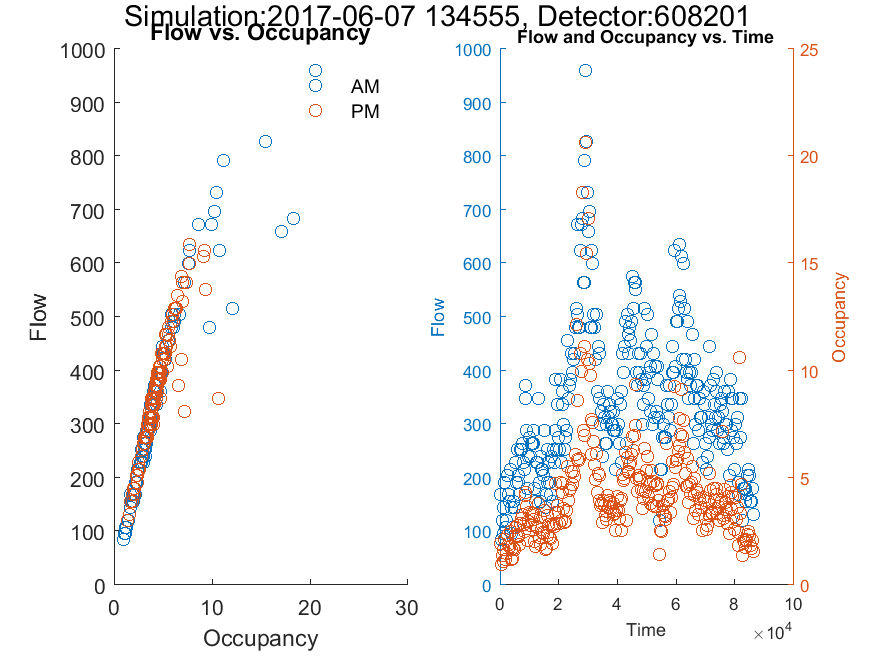 Simulation:2017-06-07 134555, Detector:608201
Flow vs. Occupancy
1000
900
800
700
600
500
400
300
200
100
0
0 10 20 30
Flow
Occupancy
AM
PM
Flow and Occupancy vs. Time
1000
900
800
700
600
500
400
300
200
100
0
Flow
25
20
15
10
5
0
Occupancy
0 2 4 6 8 10
Time
×10⁴